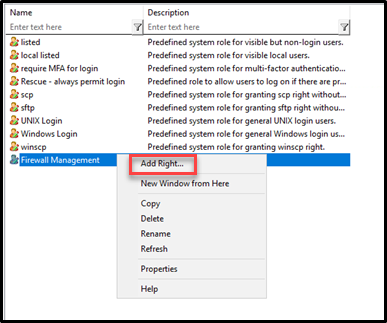 Name Description
Enter text here Enter text here
listed Predefined system role for visible but non-login users.
local listed Predefined system role for visible local users.
require MFA for login Predefined system role for multi-factor authenticatio...
Rescue - always permit login Predefined role to allow users to log on if there are pr...
scp Predefined system role for granting scp right withou...
sftp Predefined system role for granting sftp right without...
UNIX Login Predefined system role for general UNIX login users.
Windows Login Predefined system role for general Windows login us...
winscp Predefined system role for granting winscp right.
Firewall Management
Add Right...
New Window from Here
Copy
Delete
Rename
Refresh
Properties
Help